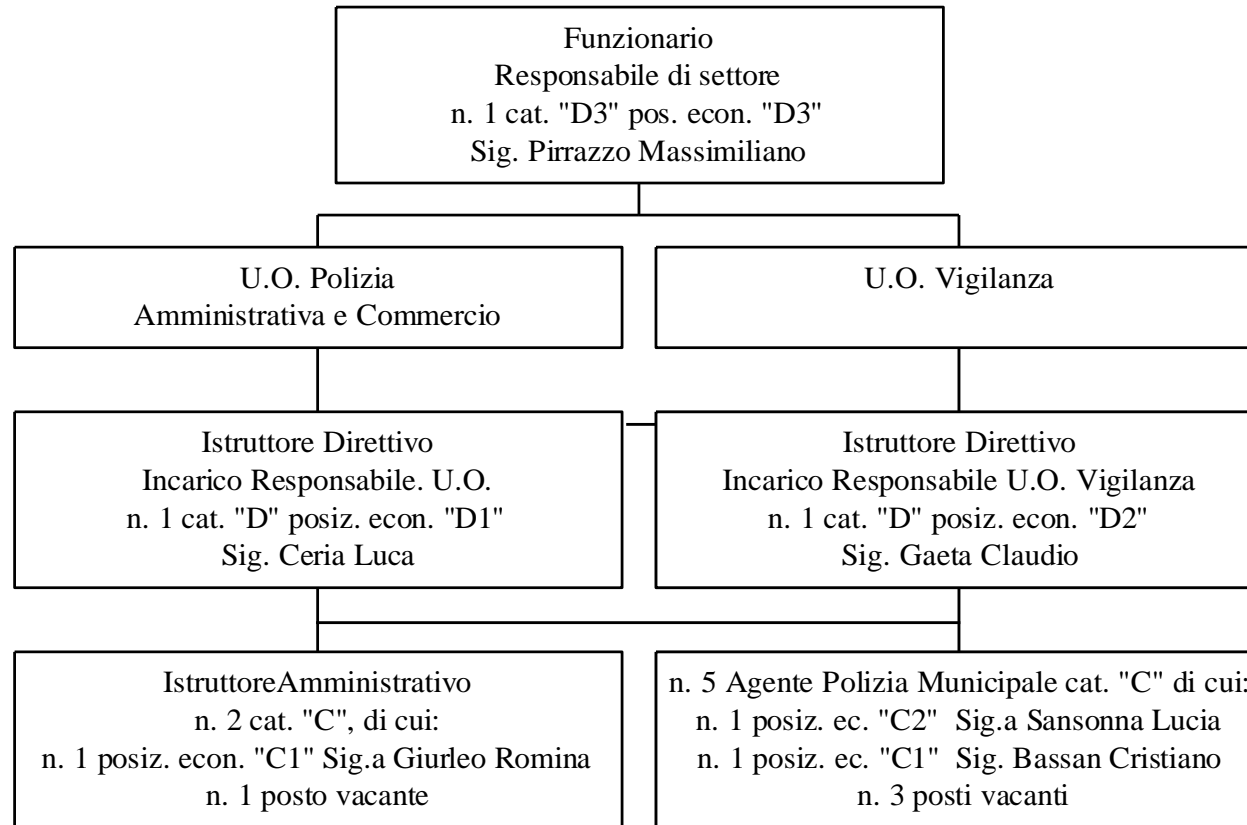 Funzionario
Responsabile di settore
n. 1 cat. "D3" pos. econ. "D3"
Sig. Pirrazzo Massimiliano
U.O. Polizia
Amministrativa e Commercio
U.O. Vigilanza
Istruttore Direttivo
Incarico Responsabile. U.O.
n. 1 cat. "D" posiz. econ. "D1"
Sig. Ceria Luca
Istruttore Direttivo
Incarico Responsabile U.O. Vigilanza
n. 1 cat. "D" posiz. econ. "D2"
Sig. Gaeta Claudio
IstruttoreAmministrativo
n. 2 cat. "C", di cui:
n. 1 posiz. econ. "C1" Sig.a Giurleo Romina
n. 1 posto vacante
n. 5 Agente Polizia Municipale cat. "C" di cui:
n. 1 posiz. ec. "C2" Sig.a Sansonna Lucia
n. 1 posiz. ec. "C1" Sig. Bassan Cristiano
n. 3 posti vacanti